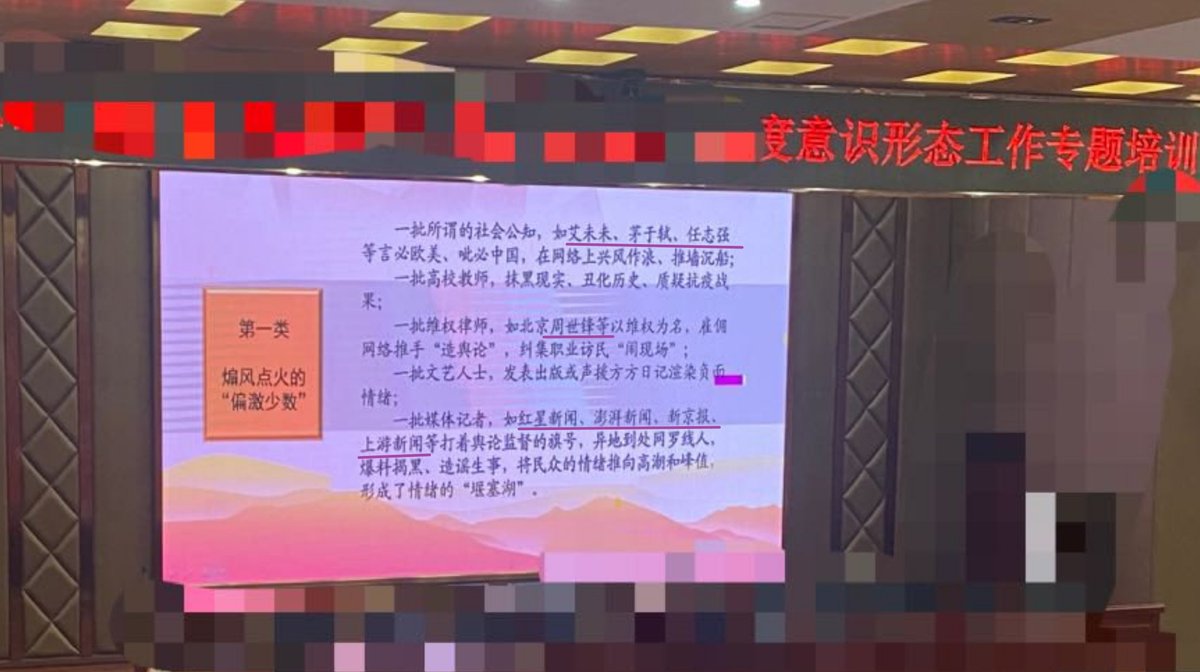 度意识形态工作专题培训
一批所谓的社会公知，如艾未未、茅于轼、任志强
等言必欧美、呲必中国，在网络上兴风作浪、推墙沉船；
一批高校教师，抹黑现实、丑化历史、质疑抗疫战
果；
一批维权律师，如北京周世锋等以维权为名，雇佣
网络推手“造舆论”，纠集职业访民“闹现场”；
一批文艺人士，发表出版或声援方方日记渲染负面
情绪；
一批媒体记者，如红星新闻、澎湃新闻、新京报、
上游新闻等打着舆论监督的旗号，异地到处网罗线人，
爆料揭黑、造谣生事，将民众的情绪推向高潮和峰值，
形成了情绪的“堰塞湖”。
第一类
煽风点火的
“偏激少数”